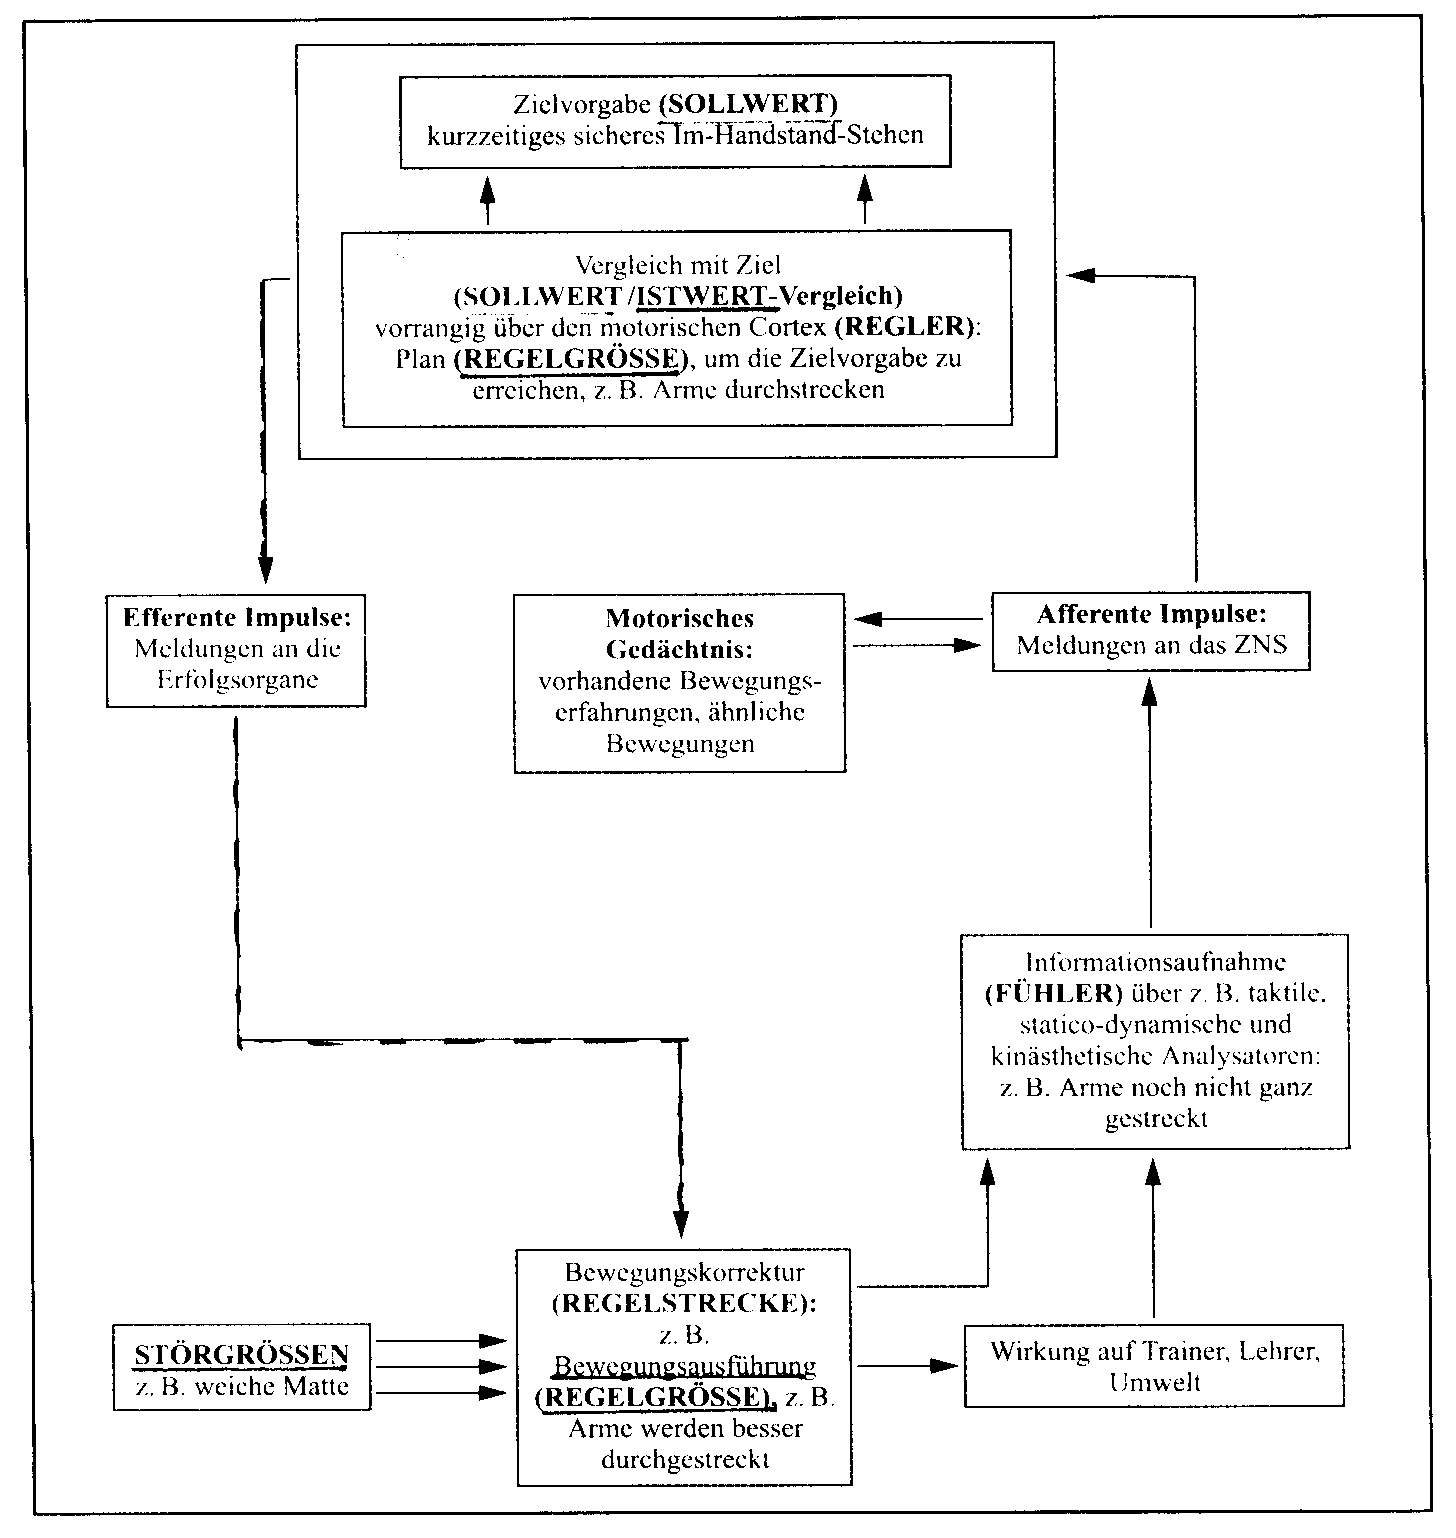 Zielvorgabe (SOLLWERT)
kurzzeitiges sicheres Im-Handstand-Stehen
Vergleich mit Ziel
(SOLLWERT/ISTWERT-Vergleich)
vorrangig über den motorischen Cortex (REGLER):
Plan (REGELGRÖSSE), um die Zielvorgabe zu
erreichen, z. B. Arme durchstrecken
Efferente Impulse:
Meldungen an die
Erfolgsorgane
Motorisches
Gedächtnis:
vorhandene Bewegungs-
erfahrungen, ähnliche
Bewegungen
Afferente Impulse:
Meldungen an das ZNS
Informationsaufnahme
(FÜHLER) über z. B. taktile,
statico-dynamische und
kinästhetische Analysatoren:
z. B. Arme noch nicht ganz
gestreckt
STÖRGRÖSSEN
z. B. weiche Matte
Bewegungskorrektur
(REGELSTRECKE):
z. B.
Bewegungsausführung
(REGELGRÖSSE), z. B.
Arme werden besser
durchgestreckt
Wirkung auf Trainer, Lehrer,
Umwelt